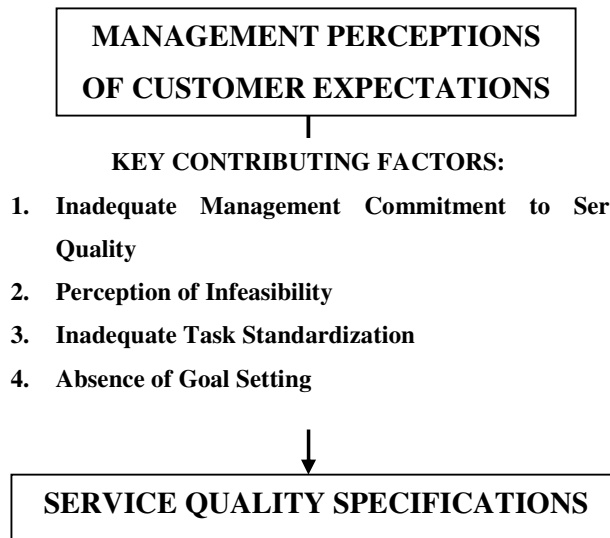 MANAGEMENT PERCEPTIONS
OF CUSTOMER EXPECTATIONS
KEY CONTRIBUTING FACTORS:
1. Inadequate Management Commitment to Ser
Quality
2. Perception of Infeasibility
3. Inadequate Task Standardization
4. Absence of Goal Setting
SERVICE QUALITY SPECIFICATIONS